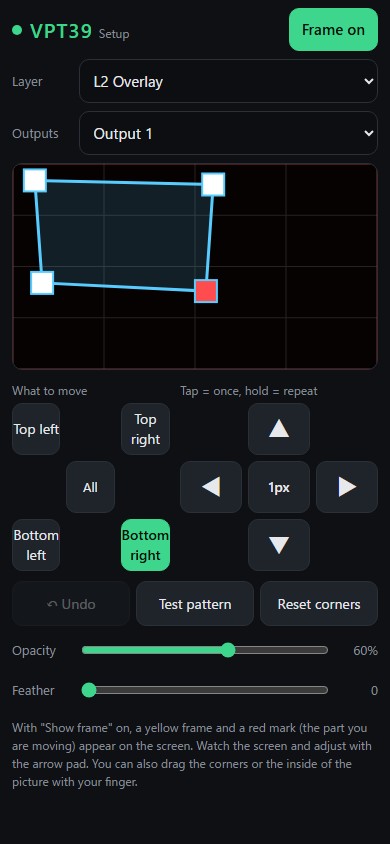 VPT39 Setup
Frame on
Layer
L2 Overlay
Outputs
Output 1
What to move
Tap = once, hold = repeat
Top left
Top right
▲
All
◀
1px
▶
Bottom left
Bottom right
▼
↶ Undo
Test pattern
Reset corners
Opacity
60%
Feather
0
With "Show frame" on, a yellow frame and a red mark (the part you
are moving) appear on the screen. Watch the screen and adjust with
the arrow pad. You can also drag the corners or the inside of the
picture with your finger.